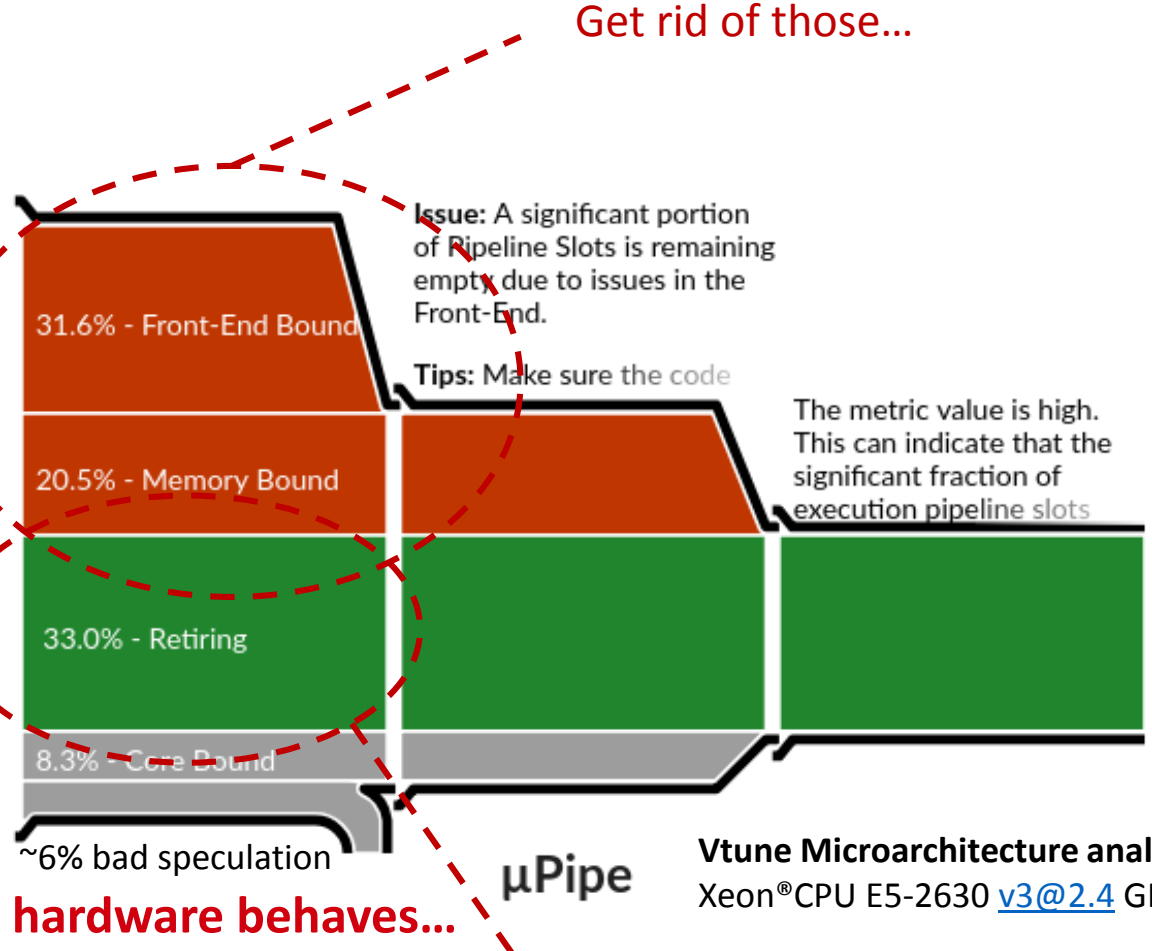 Get rid of those…
Issue: A significant portion
of Pipeline Slots is remaining
empty due to issues in the
Front-End.
Tips: Make sure the code
31.6% - Front-End Bound
The metric value is high.
This can indicate that the
significant fraction of
execution pipeline slots
20.5% - Memory Bound
33.0% - Retiring
8.3% - Core Bound
~6% bad speculation
µPipe
Vtune Microarchitecture anal
Xeon®CPU E5-2630 v3@2.4 G
hardware behaves…